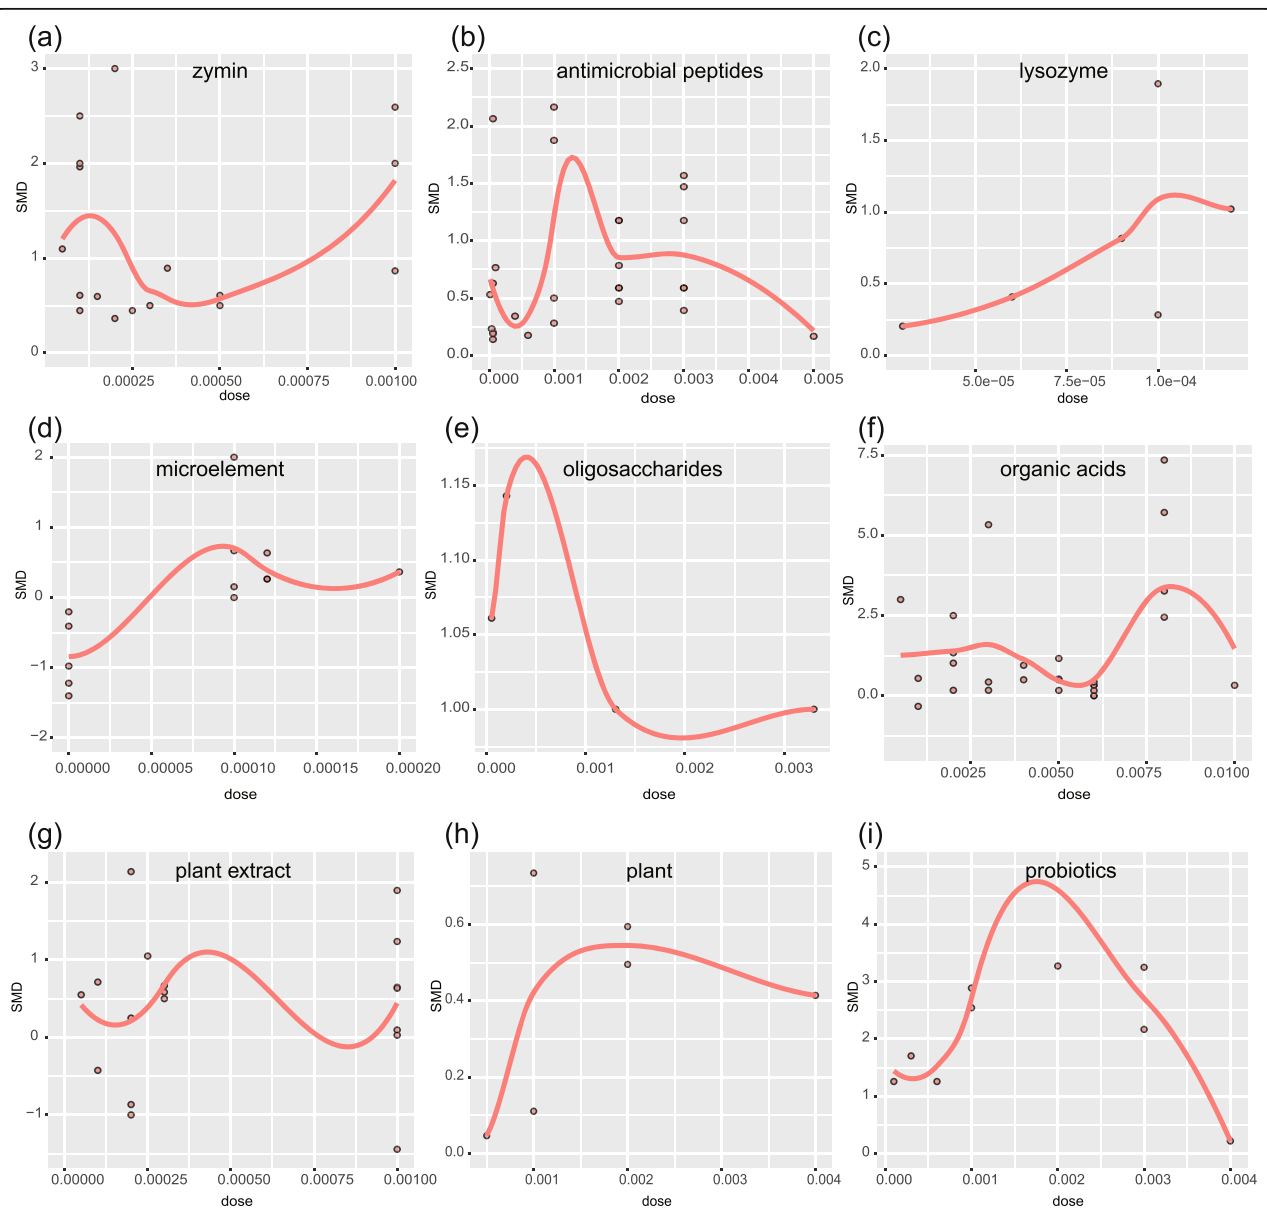 (a)
zymin
3
2
1
0
SMD
0.00025
0.00050
0.00075
0.00100
dose
(b)
antimicrobial peptides
2.5
2.0
1.5
1.0
0.5
0.0
SMD
0.000
0.001
0.002
0.003
0.004
0.005
dose
(c)
lysozyme
2.0
1.5
1.0
0.5
0.0
SMD
5.0e−05
7.5e−05
1.0e−04
dose
(d)
microelement
2
1
0
−1
−2
SMD
0.00000
0.00005
0.00010
0.00015
0.00020
dose
(e)
oligosaccharides
1.15
1.10
1.05
1.00
SMD
0.000
0.001
0.002
0.003
dose
(f)
organic acids
7.5
5.0
2.5
0.0
SMD
0.0025
0.0050
0.0075
0.0100
dose
(g)
plant extract
2
1
0
−1
SMD
0.00000
0.00025
0.00050
0.00075
0.00100
dose
(h)
plant
0.6
0.4
0.2
0.0
SMD
0.001
0.002
0.003
0.004
dose
(i)
probiotics
5
4
3
2
1
0
SMD
0.000
0.001
0.002
0.003
0.004
dose